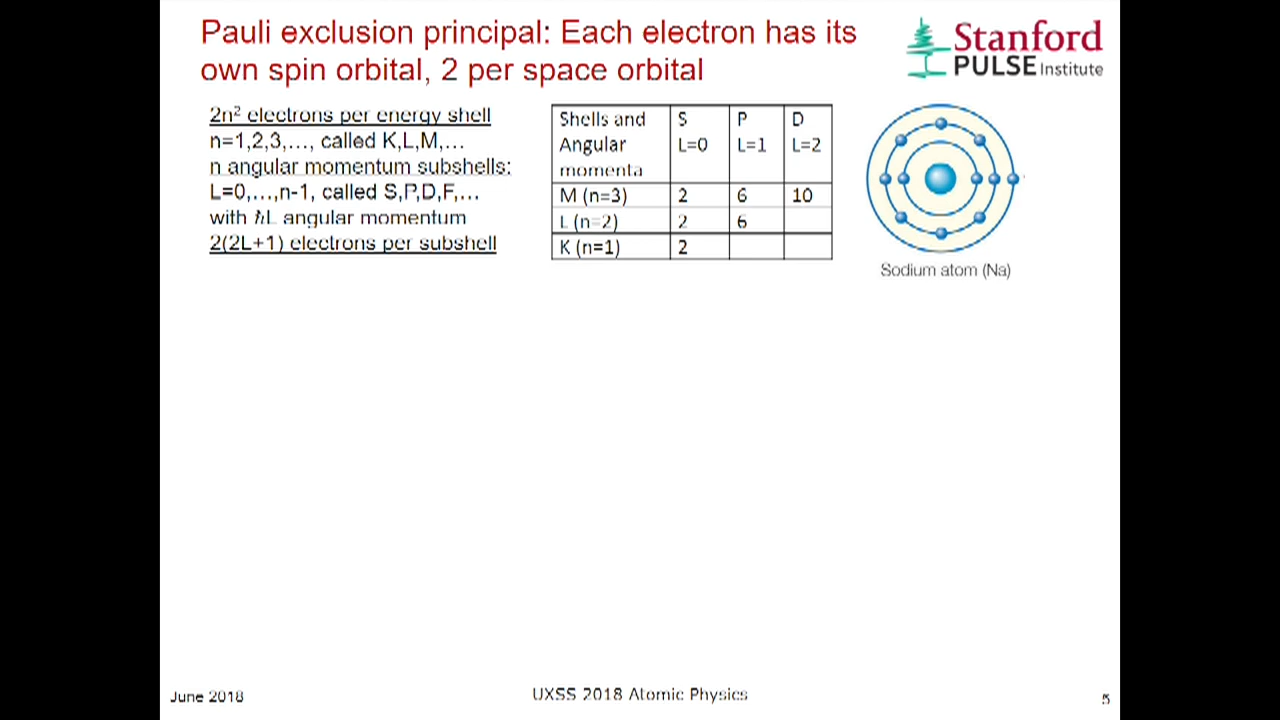 Pauli exclusion principal: Each electron has its
own spin orbital, 2 per space orbital
Stanford
PULSE Institute
2n² electrons per energy shell
n=1,2,3,…, called K,L,M,…
n angular momentum subshells:
L=0,…,n-1, called S,P,D,F,…
with ℏL angular momentum
2(2L+1) electrons per subshell
Shells and Angular momenta S L=0 P L=1 D L=2
M (n=3) 2 6 10
L (n=2) 2 6
K (n=1) 2
Sodium atom (Na)
June 2018
UXSS 2018 Atomic Physics
5